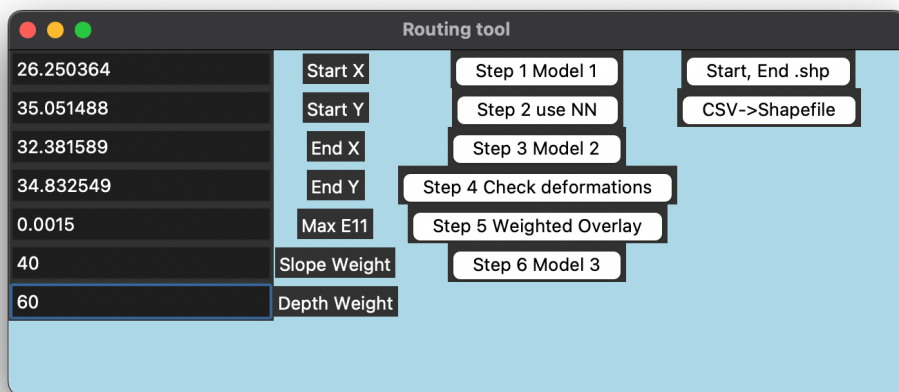 Routing tool
26.250364 Start X Step 1 Model 1 Start, End .shp
35.051488 Start Y Step 2 use NN CSV->Shapefile
32.381589 End X Step 3 Model 2
34.832549 End Y Step 4 Check deformations
0.0015 Max E11 Step 5 Weighted Overlay
40 Slope Weight Step 6 Model 3
60 Depth Weight